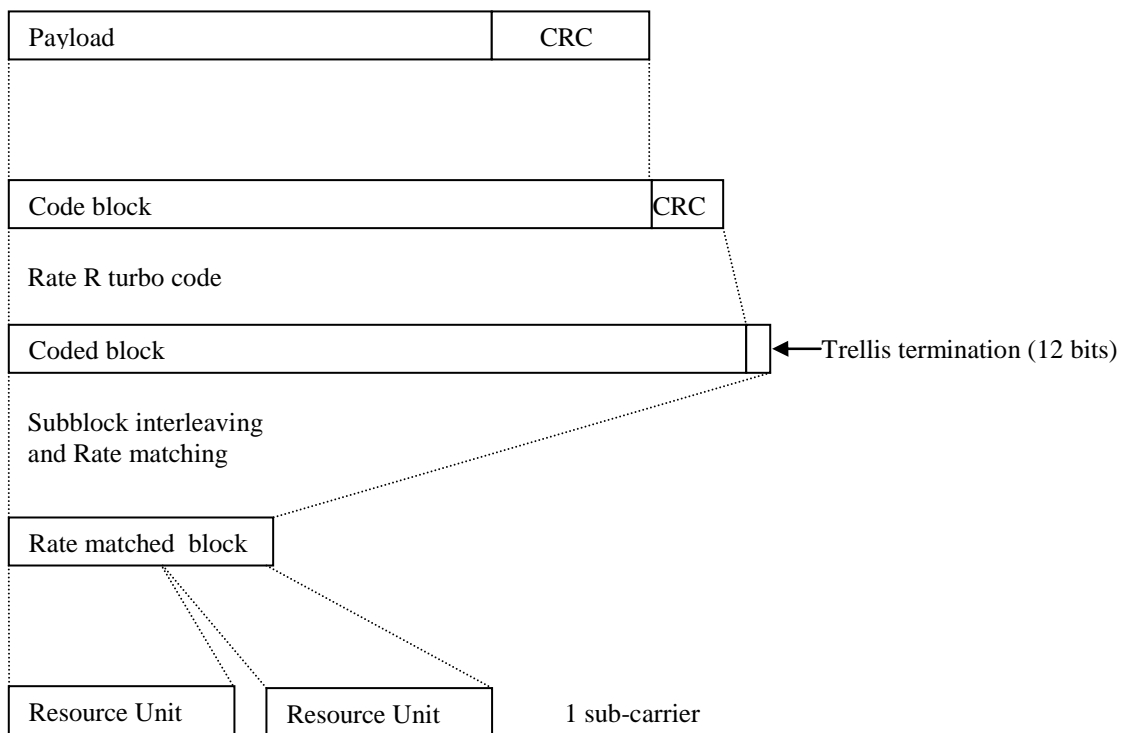 Payload CRC
Code block CRC
Rate R turbo code
Coded block
Trellis termination (12 bits)
Subblock interleaving
and Rate matching
Rate matched block
Resource Unit Resource Unit 1 sub-carrier